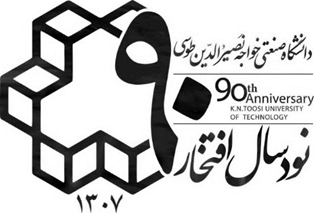 دانشگاه صنعتی خواجه نصیرالدین طوسی
۹۰
90th
Anniversary
K.N.TOOSI UNIVERSITY
OF TECHNOLOGY
نود سال افتخار
۱۳۰۷